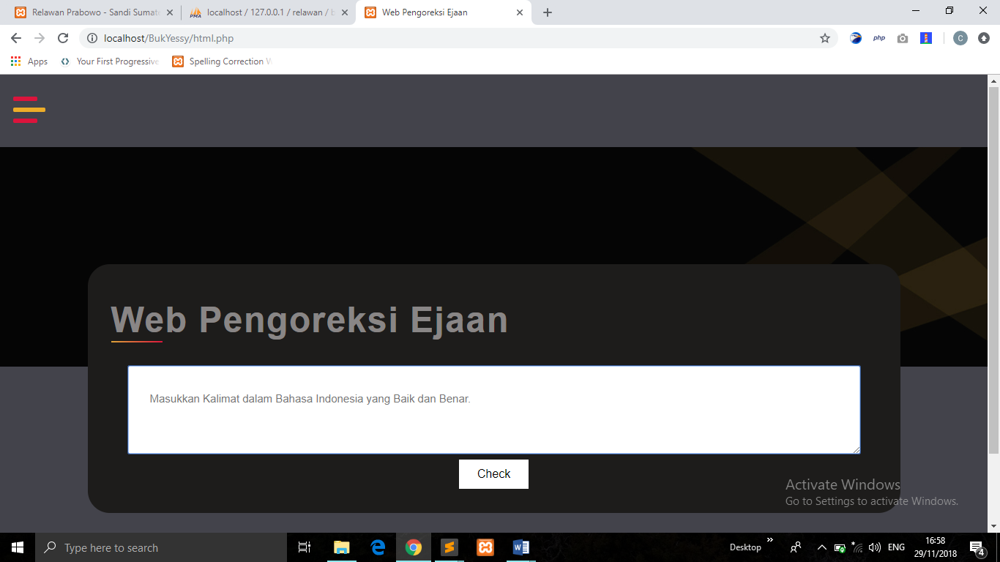 Relawan Prabowo - Sandi Sumat
localhost / 127.0.0.1 / relawan / b
Web Pengoreksi Ejaan
localhost/BukYessy/html.php
php
C
Apps
Your First Progressive
Spelling Correction W
Web Pengoreksi Ejaan
Masukkan Kalimat dalam Bahasa Indonesia yang Baik dan Benar.
Check
Activate Windows
Go to Settings to activate Windows.
Type here to search
Desktop
ENG
16:58
29/11/2018
4